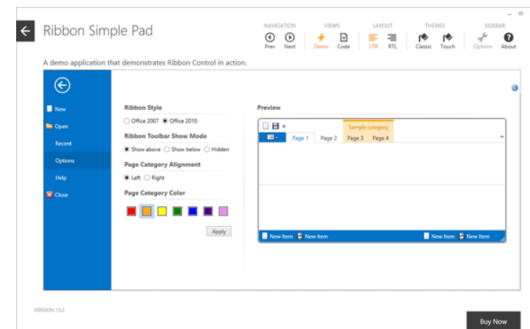 Ribbon Simple Pad
NAVIGATION VIEWS LAYOUT THEMES SIDEBAR
Prev Next Demo Code LTR RTL Classic Touch Options About
A demo application that demonstrates Ribbon Control in action.
New
Open
Recent
Options
Help
Close
Ribbon Style
Office 2007 Office 2010
Ribbon Toolbar Show Mode
Show above Show below Hidden
Page Category Alignment
Left Right
Page Category Color
Apply
Preview
Sample category
Page 1 Page 2 Page 3 Page 4
New Item New Item New Item New Item
VERSION 13.2
Buy Now